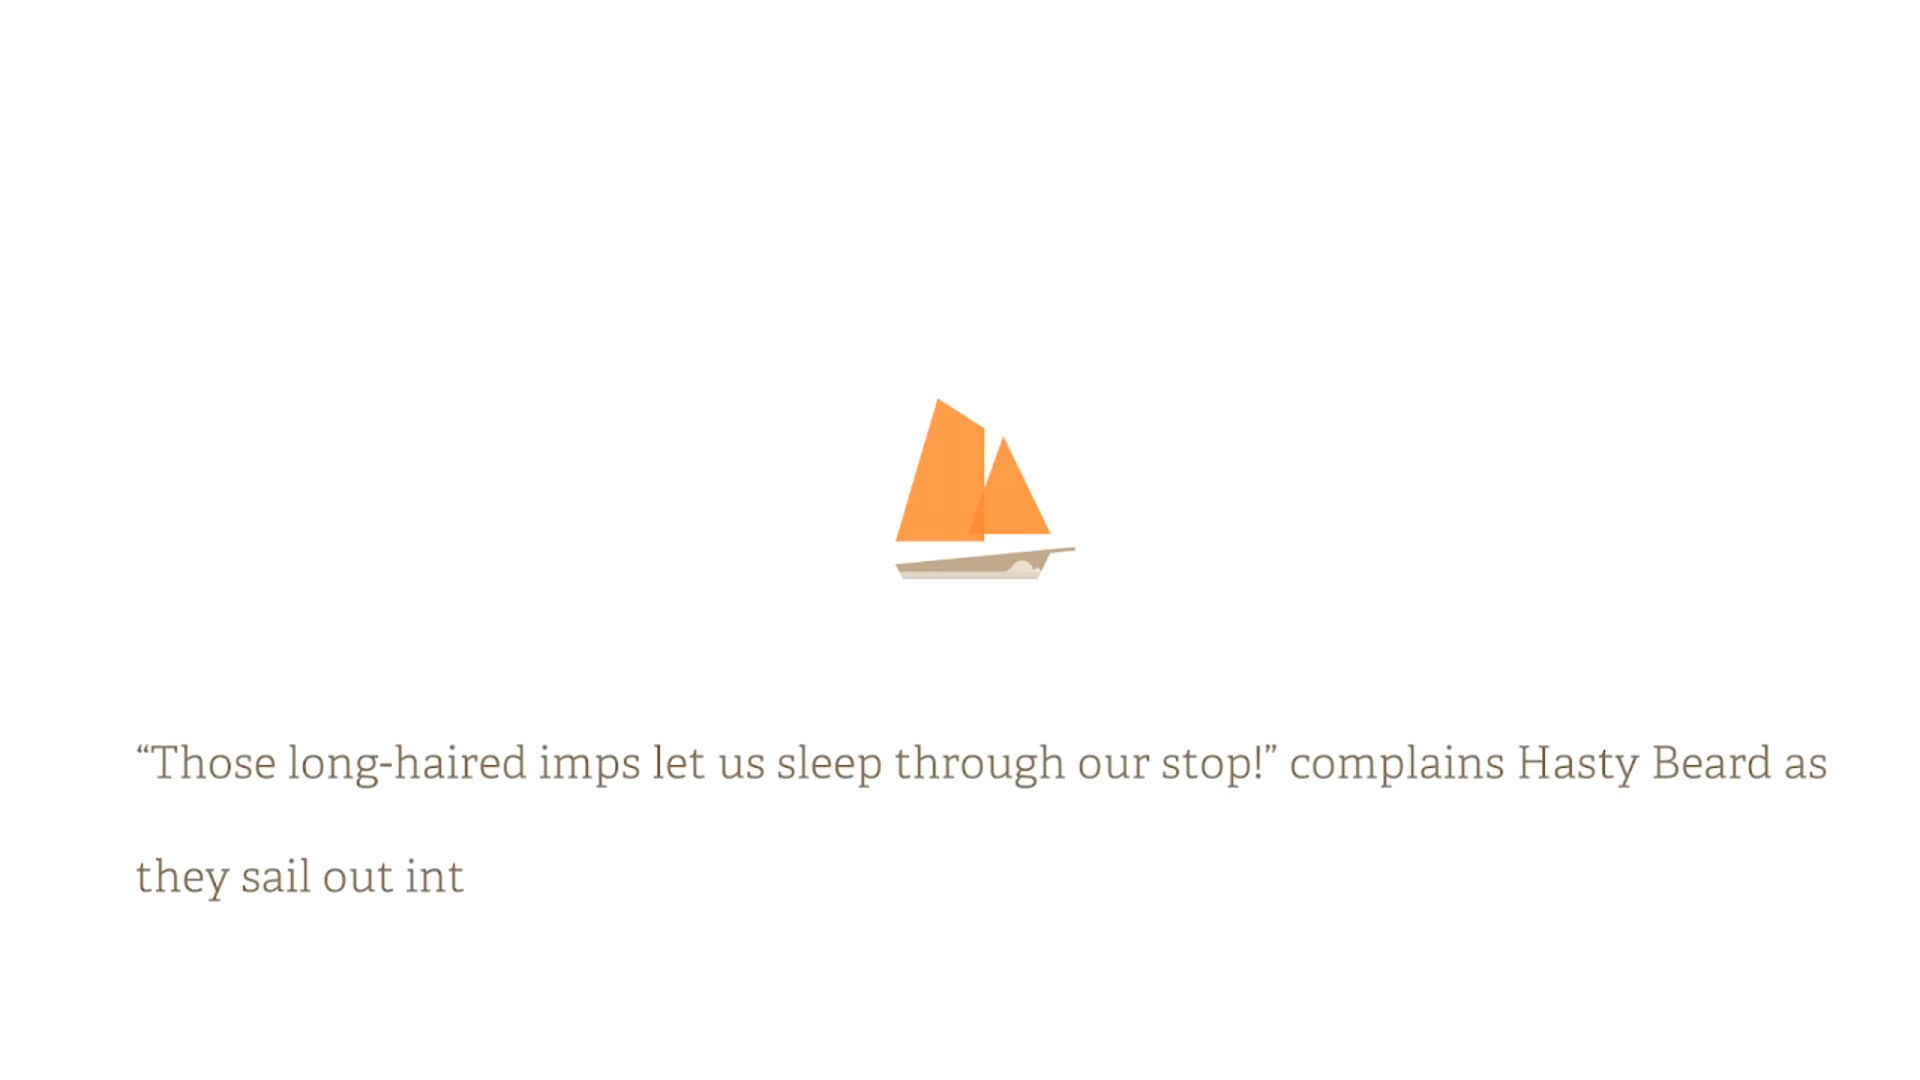 “Those long-haired imps let us sleep through our stop!” complains Hasty Beard as
they sail out int